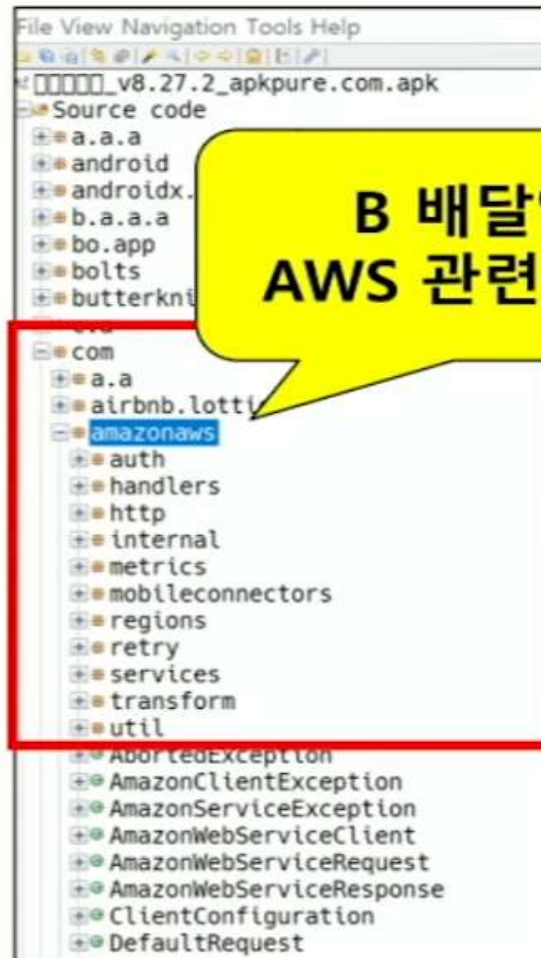 File View Navigation Tools Help
_v8.27.2_apkpure.com.apk
Source code
a.a.a
android
androidx.
b.a.a.a
bo.app
bolts
butterkni
B 배달
AWS 관련
com
a.a
airbnb.lotti
amazonaws
auth
handlers
http
internal
metrics
mobileconnectors
regions
retry
services
transform
util
AbortedException
AmazonClientException
AmazonServiceException
AmazonWebServiceClient
AmazonWebServiceRequest
AmazonWebServiceResponse
ClientConfiguration
DefaultRequest